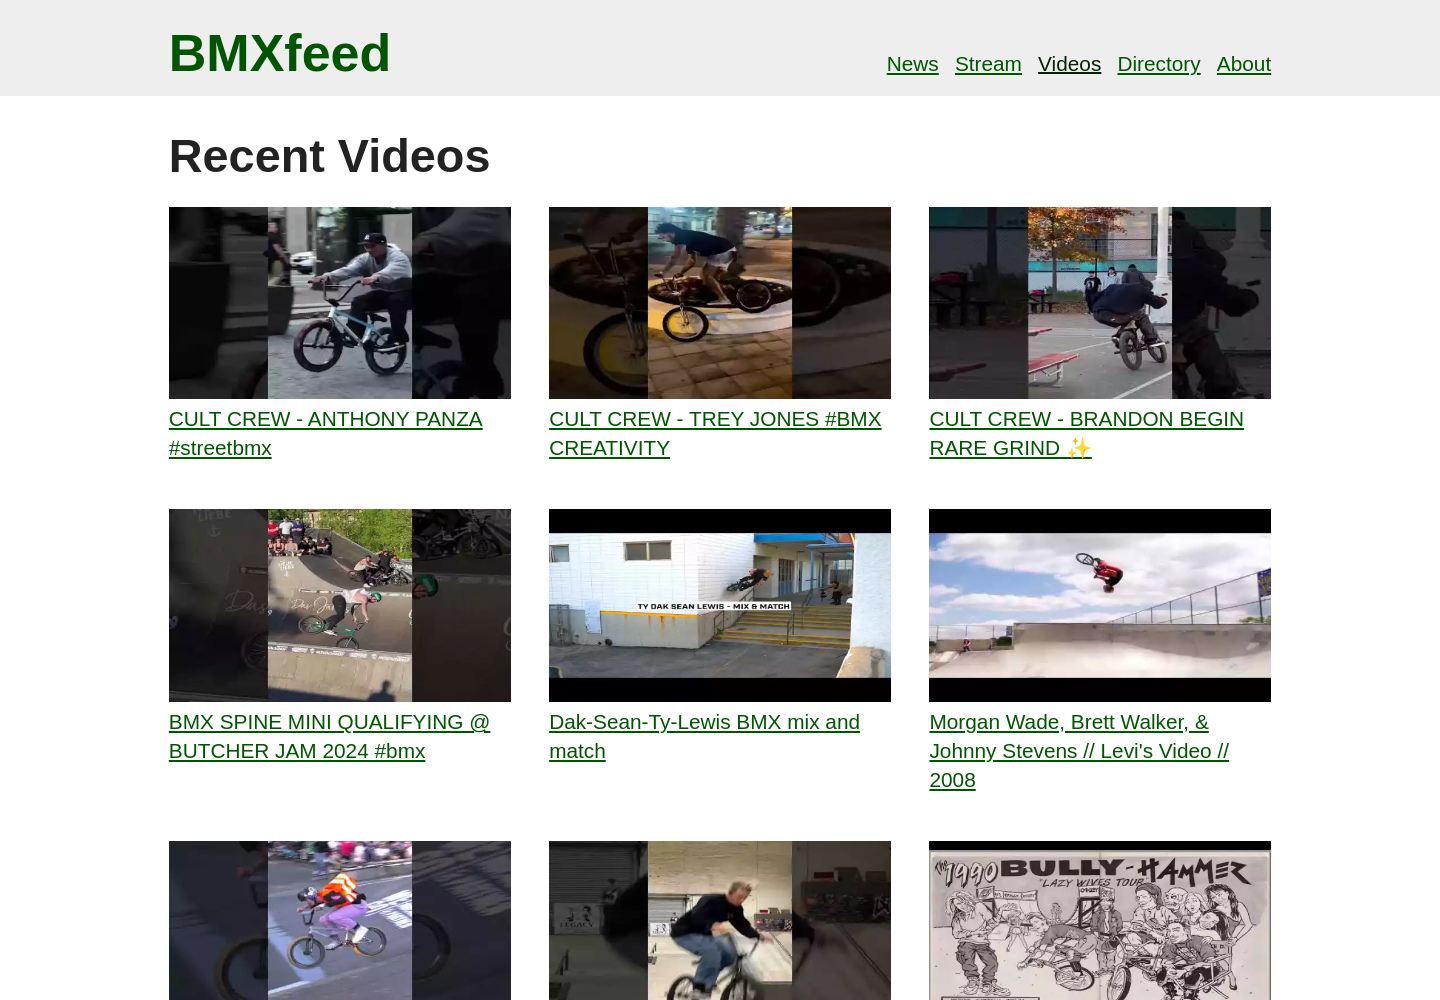 BMXfeed
News Stream Videos Directory About
Recent Videos
CULT CREW - ANTHONY PANZA
#streetbmx
CULT CREW - TREY JONES #BMX
CREATIVITY
CULT CREW - BRANDON BEGIN
RARE GRIND ✨
TY DAK SEAN LEWIS - MIX & MATCH
BMX SPINE MINI QUALIFYING @
BUTCHER JAM 2024 #bmx
Dak-Sean-Ty-Lewis BMX mix and
match
Morgan Wade, Brett Walker, &
Johnny Stevens // Levi's Video //
2008
LEGACY
the 1990 BULLY-HAMMER
"LAZY WIVES TOUR"